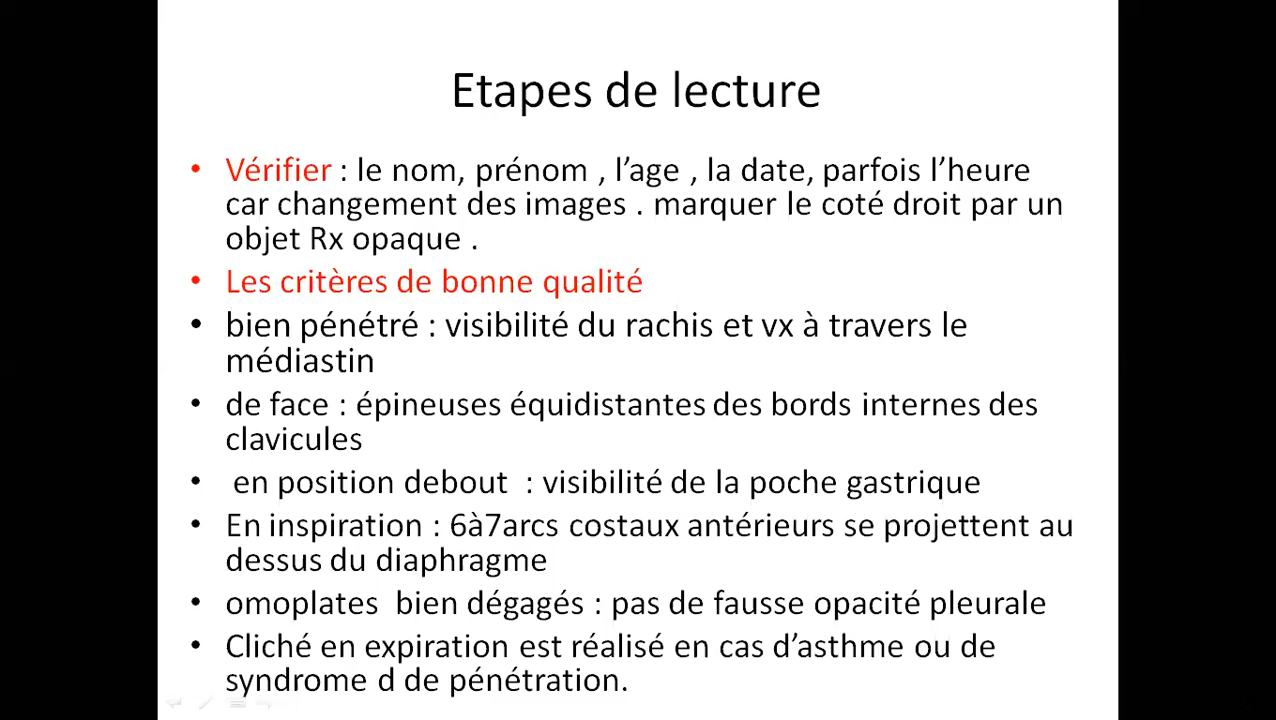 Etapes de lecture
• Vérifier : le nom, prénom , l’age , la date, parfois l’heure
car changement des images . marquer le coté droit par un
objet Rx opaque .
• Les critères de bonne qualité
• bien pénétré : visibilité du rachis et vx à travers le
médiastin
• de face : épineuses équidistantes des bords internes des
clavicules
• en position debout : visibilité de la poche gastrique
• En inspiration : 6à7arcs costaux antérieurs se projettent au
dessus du diaphragme
• omoplates bien dégagés : pas de fausse opacité pleurale
• Cliché en expiration est réalisé en cas d’asthme ou de
syndrome d de pénétration.